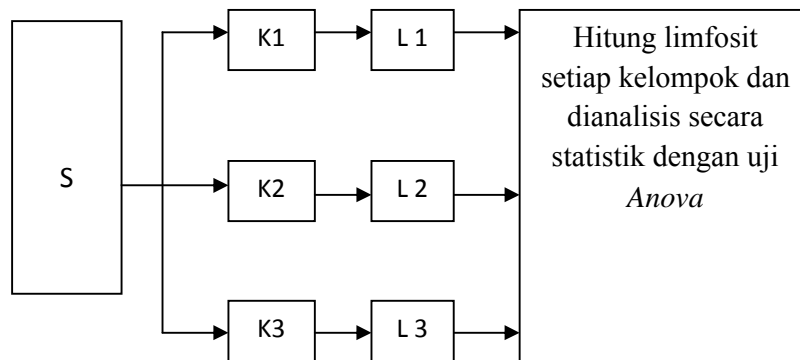 K1
L 1
Hitung limfosit
setiap kelompok dan
dianalisis secara
statistik dengan uji
Anova
S
K2
L 2
K3
L 3